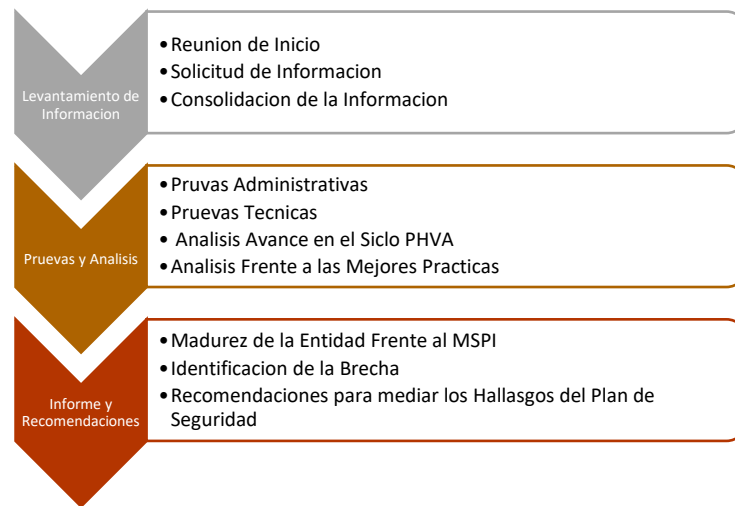 Levantamiento de
Informacion
•Reunion de Inicio
•Solicitud de Informacion
•Consolidacion de la Informacion
Pruevas y Analisis
•Pruvas Administrativas
•Pruevas Tecnicas
• Analisis Avance en el Siclo PHVA
•Analisis Frente a las Mejores Practicas
Informe y
Recomendaciones
•Madurez de la Entidad Frente al MSPI
•Identificacion de la Brecha
•Recomendaciones para mediar los Hallasgos del Plan de
Seguridad